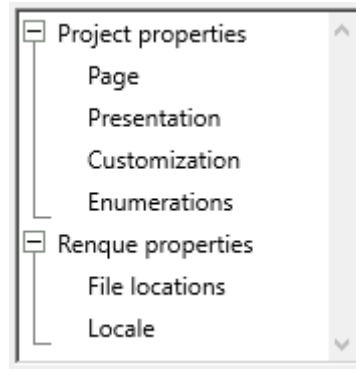 Project properties
Page
Presentation
Customization
Enumerations
Renque properties
File locations
Locale